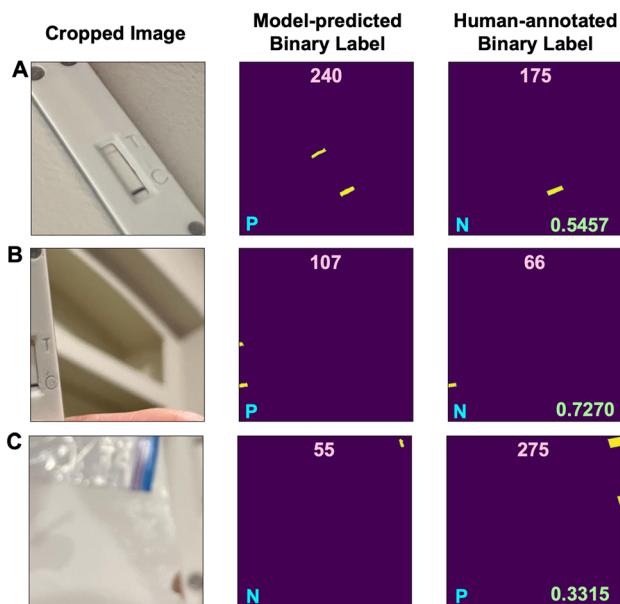 Cropped Image
Model-predicted
Binary Label
Human-annotated
Binary Label
A
T
C
240
P
175
N
0.5457
B
T
C
107
P
66
N
0.7270
C
55
N
275
P
0.3315